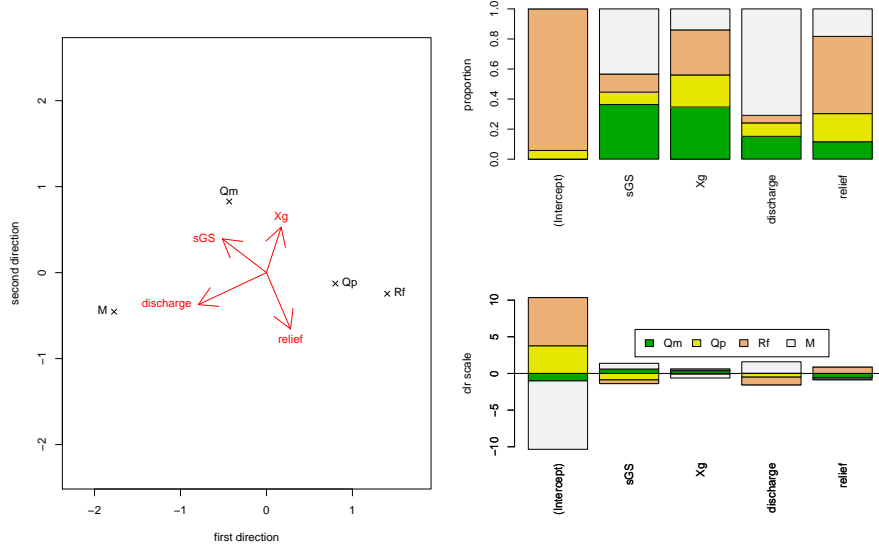 second direction
2
1
0
−1
−2
Qm
Xg
sGS
Qp
Rf
discharge
M
relief
−2
−1
0
1
first direction
proportion
1.0
0.8
0.6
0.4
0.2
0.0
(Intercept)
sGS
Xg
discharge
relief
clr scale
10
5
0
−5
−10
Qm
Qp
Rf
M
(Intercept)
sGS
Xg
discharge
relief